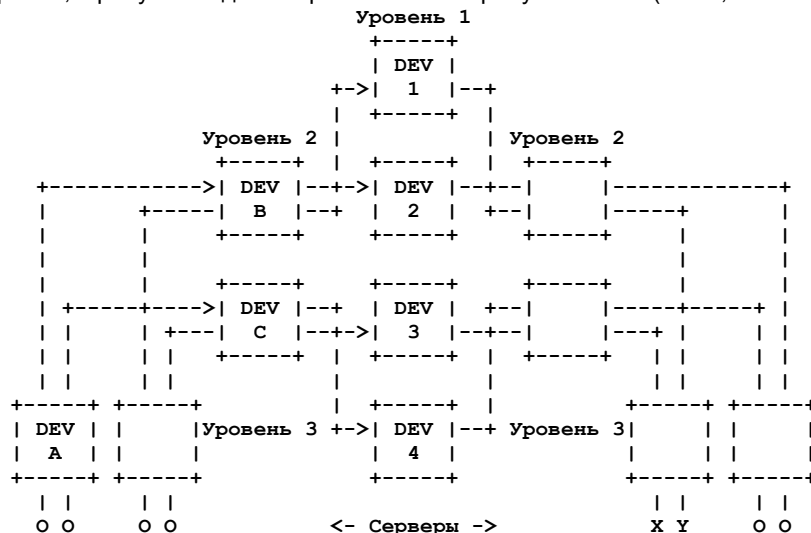 Уровень 1
DEV
1
Уровень 2 Уровень 2
DEV DEV
B 2
DEV DEV
C 3
DEV Уровень 3 DEV Уровень 3
A 4
O O O O <- Серверы -> X Y O O